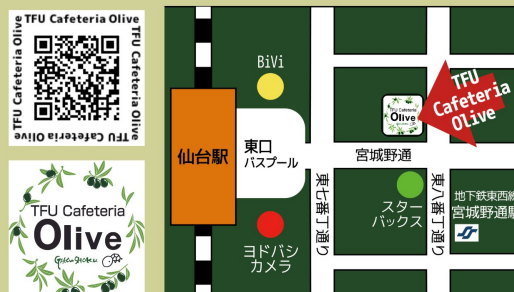 TFU Cafeteria Olive
TFU Cafeteria Olive
TFU Cafeteria Olive
TFU Cafeteria Olive
TFU Cafeteria
Olive
BiVi
仙台駅
東口
バスプール
TFU Cafeteria
Olive
TFU
Cafeteria
Olive
宮城野通
東七番丁通り
スター
バックス
東八番丁通り
地下鉄東西線
宮城野通駅
ヨドバシ
カメラ